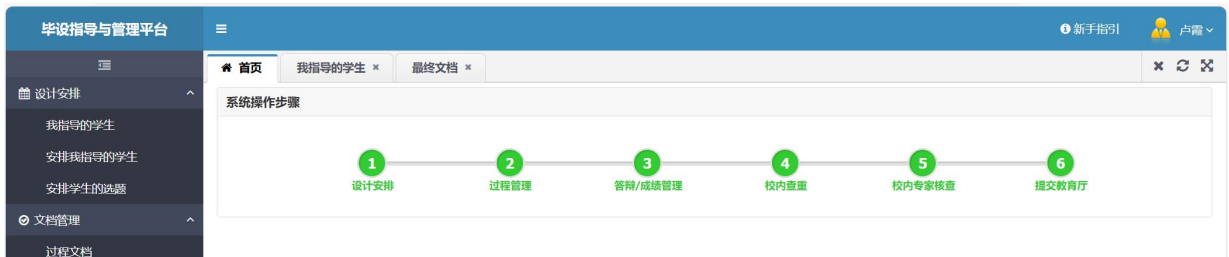 毕设指导与管理平台
新手指引
卢霞
首页
我指导的学生
最终文档
设计安排
系统操作步骤
我指导的学生
安排我指导的学生
安排学生的选题
1
2
3
4
5
6
设计安排
过程管理
答辩/成绩管理
校内查重
校内专家核查
提交教育厅
文档管理
过程文档